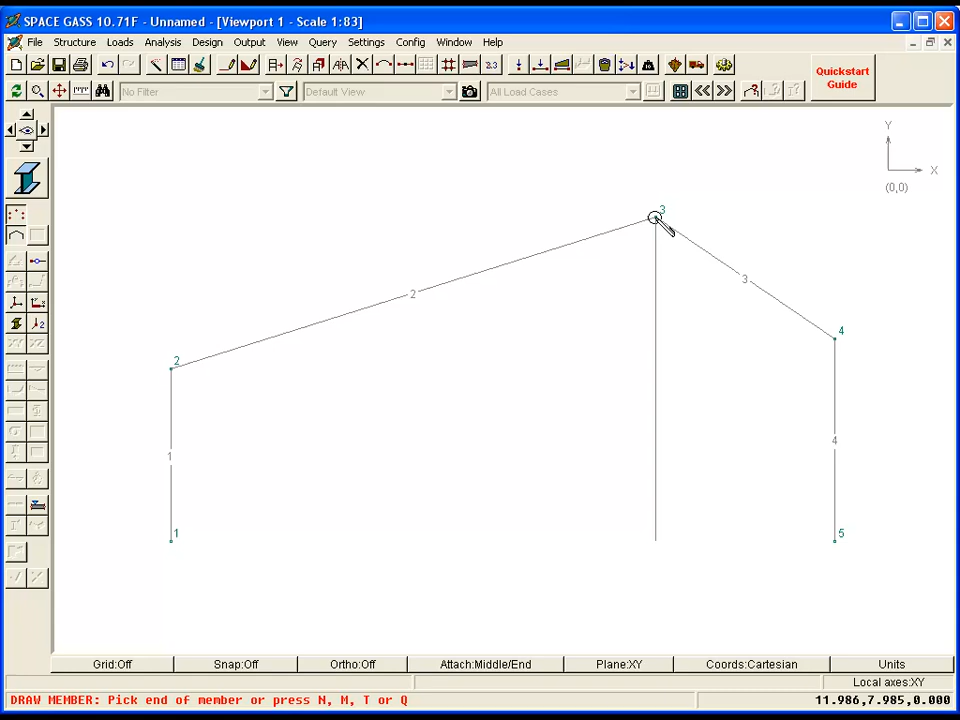 SPACE GASS 10.71F - Unnamed - [Viewport 1 - Scale 1:83]
File Structure Loads Analysis Design Output View Query Settings Config Window Help
2.3
Quickstart Guide
No Filter Default View All Load Cases
Y
X
(0,0)
3
2
3
4
2
4
1
1
5
Grid:Off Snap:Off Ortho:Off Attach:Middle/End Plane:XY Coords:Cartesian Units
Local axes:XY
DRAW MEMBER: Pick end of member or press N, M, T or Q 11.986,7.985,0.000